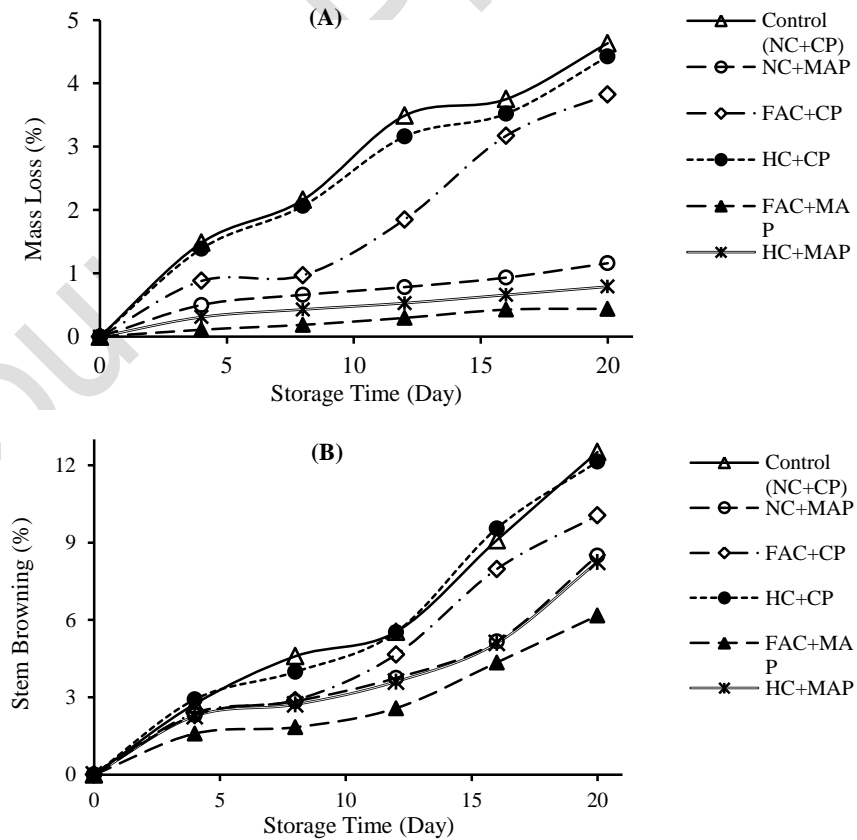 (A)
5
4
3
2
1
0
Mass Loss (%)
0
5
10
15
20
Storage Time (Day)
Control
(NC+CP)
NC+MAP
FAC+CP
HC+CP
FAC+MA
P
HC+MAP
(B)
12
9
6
3
0
Stem Browning (%)
0
5
10
15
20
Storage Time (Day)
Control
(NC+CP)
NC+MAP
FAC+CP
HC+CP
FAC+MA
P
HC+MAP